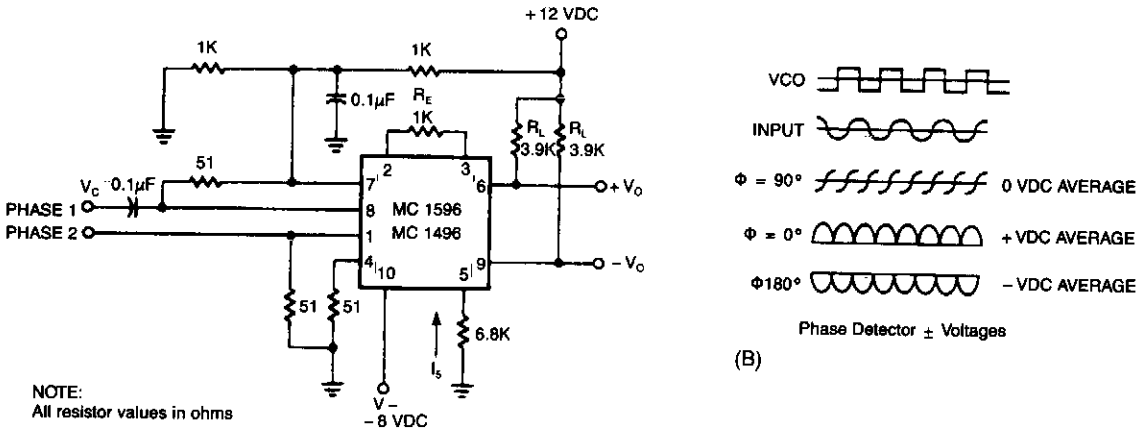 +12 VDC
1K
1K
0.1µF
R_E
1K
R_L
3.9K
R_L
3.9K
2
3
51
V_C
0.1µF
7
6
+V_O
PHASE 1
8
MC 1596
PHASE 2
1
MC 1496
4
10
5
9
-V_O
51
51
6.8K
I_5
V-
-8 VDC
NOTE:
All resistor values in ohms
VCO
INPUT
Φ = 90°
0 VDC AVERAGE
Φ = 0°
+VDC AVERAGE
Φ180°
-VDC AVERAGE
Phase Detector ± Voltages
(B)